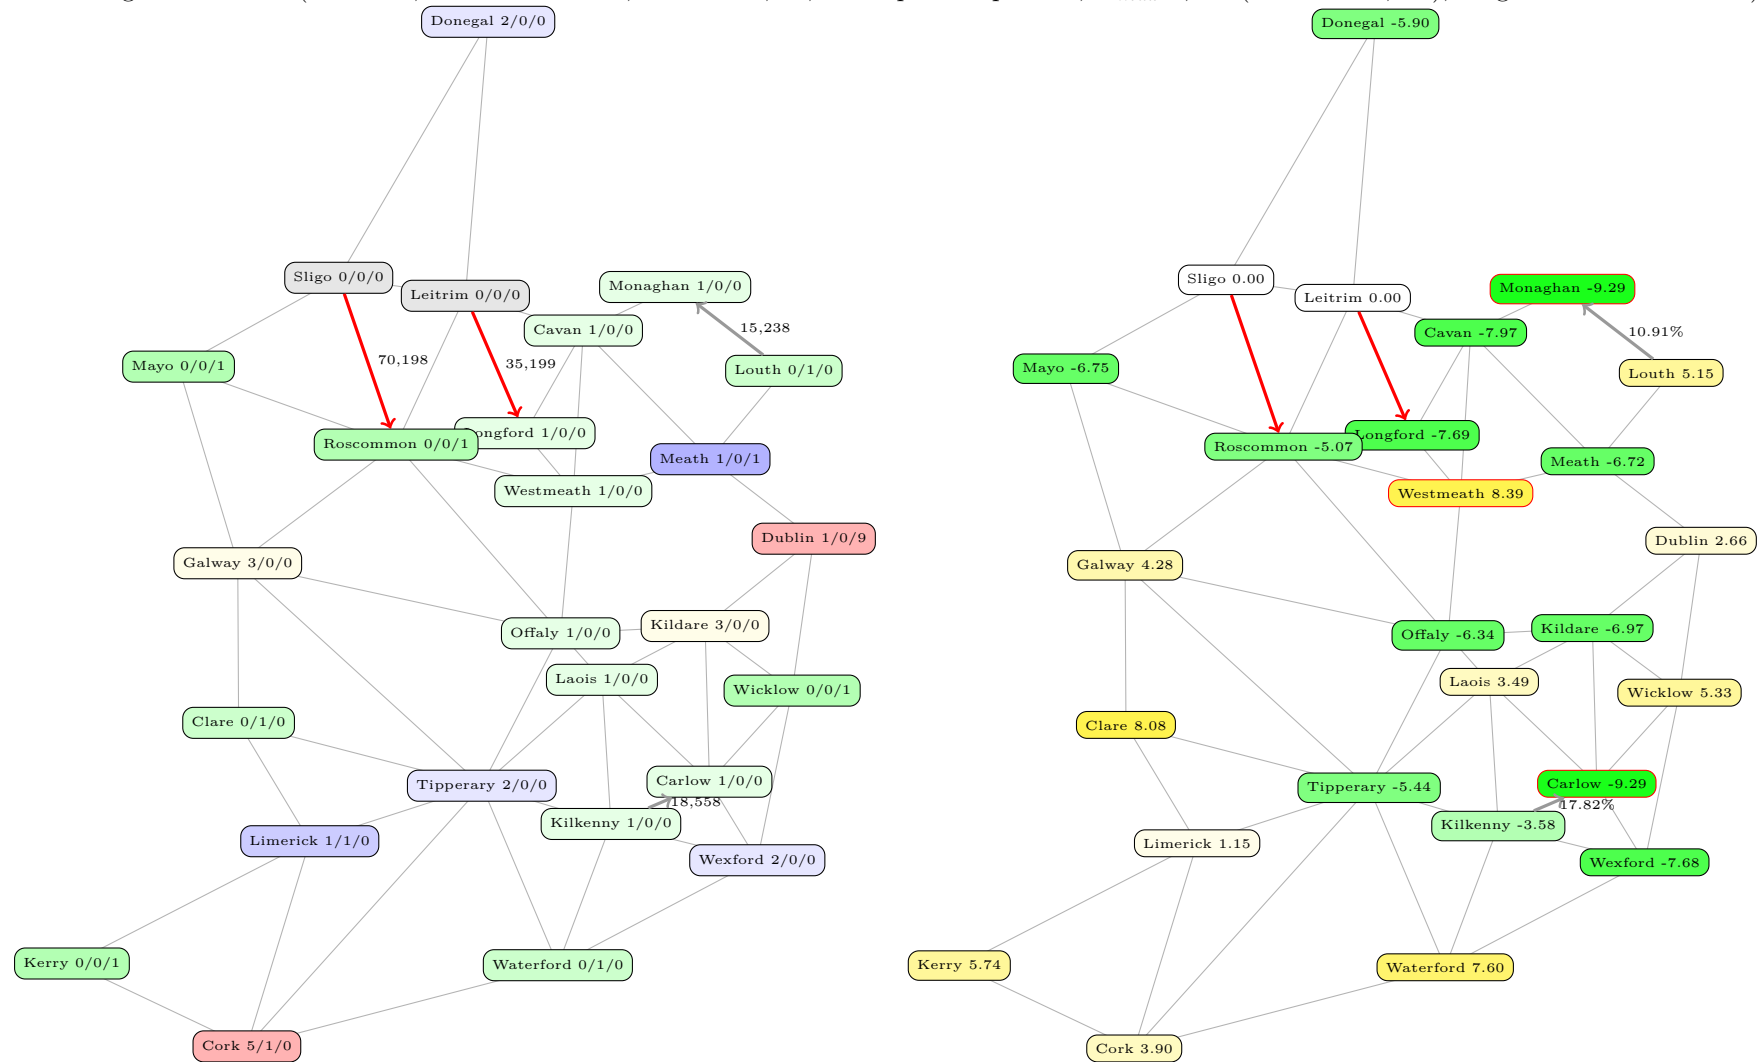 Donegal 2/0/0
Sligo 0/0/0
Leitrim 0/0/0
Monaghan 1/0/0
Cavan 1/0/0
15,238
Mayo 0/0/1
70,198
35,199
Louth 0/1/0
Roscommon 0/0/1
ongford 1/0/0
Meath 1/0/1
Westmeath 1/0/0
Dublin 1/0/9
Galway 3/0/0
Offaly 1/0/0
Kildare 3/0/0
Laois 1/0/0
Wicklow 0/0/1
Clare 0/1/0
Tipperary 2/0/0
Carlow 1/0/0
18,558
Kilkenny 1/0/0
Limerick 1/1/0
Wexford 2/0/0
Kerry 0/0/1
Waterford 0/1/0
Cork 5/1/0
Donegal -5.90
Sligo 0.00
Leitrim 0.00
Monaghan -9.29
Cavan -7.97
10.91%
Mayo -6.75
Louth 5.15
Roscommon -5.07
Longford -7.69
Meath -6.72
Westmeath 8.39
Dublin 2.66
Galway 4.28
Offaly -6.34
Kildare -6.97
Laois 3.49
Wicklow 5.33
Clare 8.08
Tipperary -5.44
Carlow -9.29
17.82%
Kilkenny -3.58
Limerick 1.15
Wexford -7.68
Kerry 5.74
Waterford 7.60
Cork 3.90